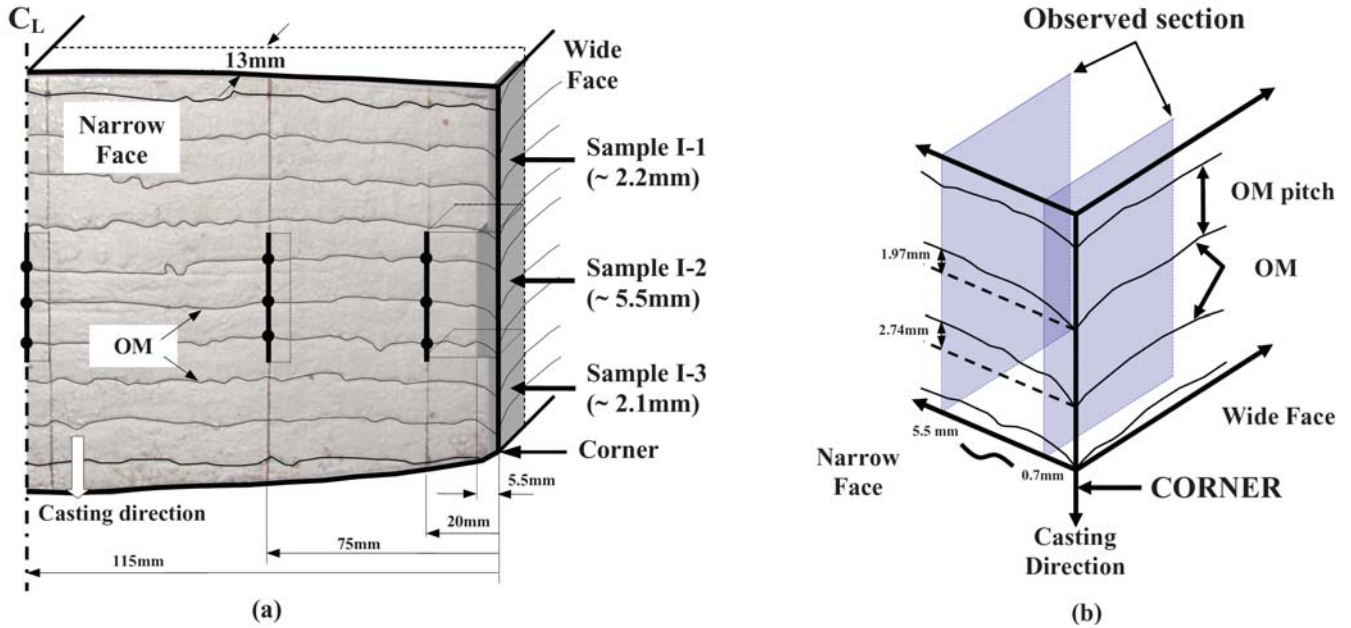 C_L
13mm
Wide
Face
Narrow
Face
Sample I-1
(~ 2.2mm)
Sample I-2
(~ 5.5mm)
OM
Sample I-3
(~ 2.1mm)
Corner
5.5mm
Casting direction
20mm
75mm
115mm
(a)
Observed section
OM pitch
1.97mm
OM
2.74mm
Wide Face
5.5 mm
Narrow
Face
0.7mm
CORNER
Casting
Direction
(b)